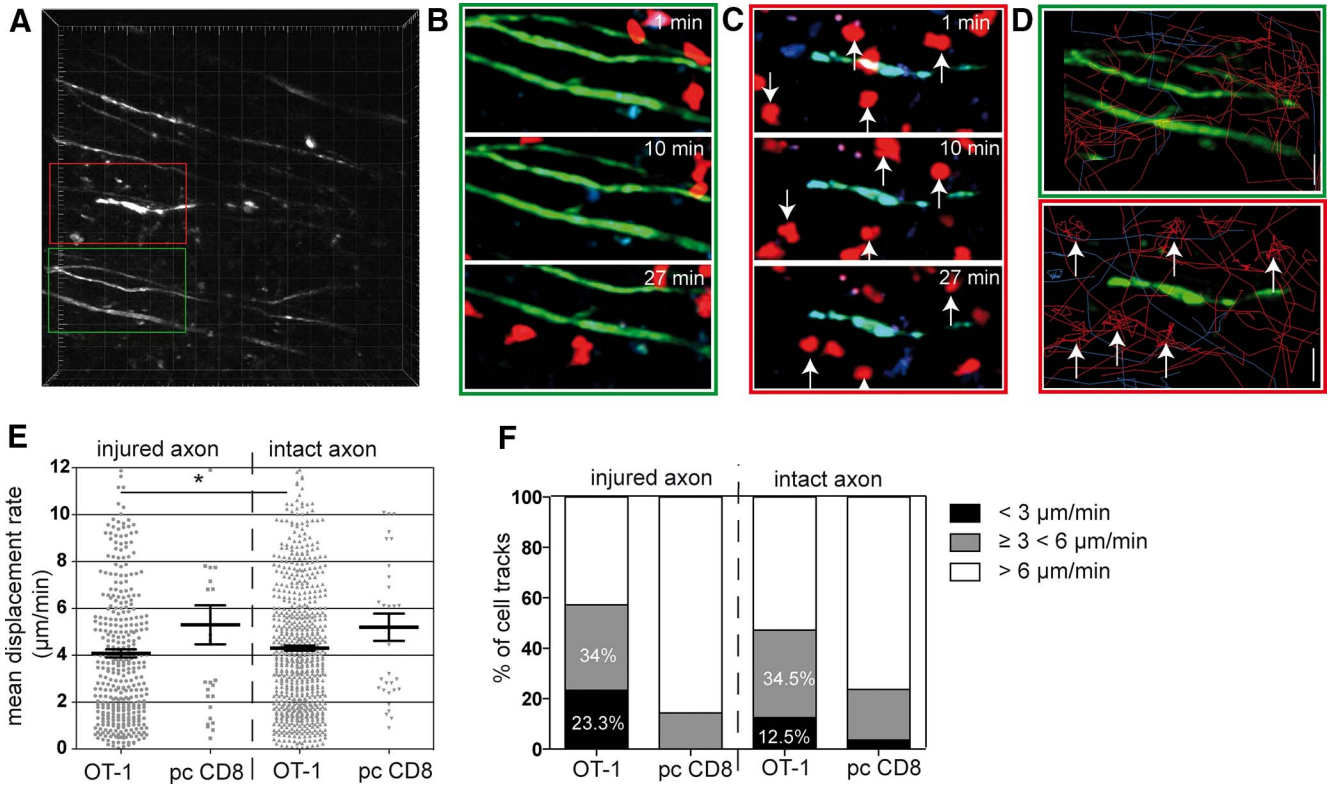 A
B
1 min
10 min
27 min
C
1 min
10 min
27 min
D
E
injured axon
intact axon
*
mean displacement rate
(µm/min)
12
10
8
6
4
2
0
OT-1
pc CD8
OT-1
pc CD8
F
injured axon
intact axon
% of cell tracks
100
80
60
40
20
0
34%
23.3%
34.5%
12.5%
OT-1
pc CD8
OT-1
pc CD8
< 3 µm/min
≥ 3 < 6 µm/min
> 6 µm/min